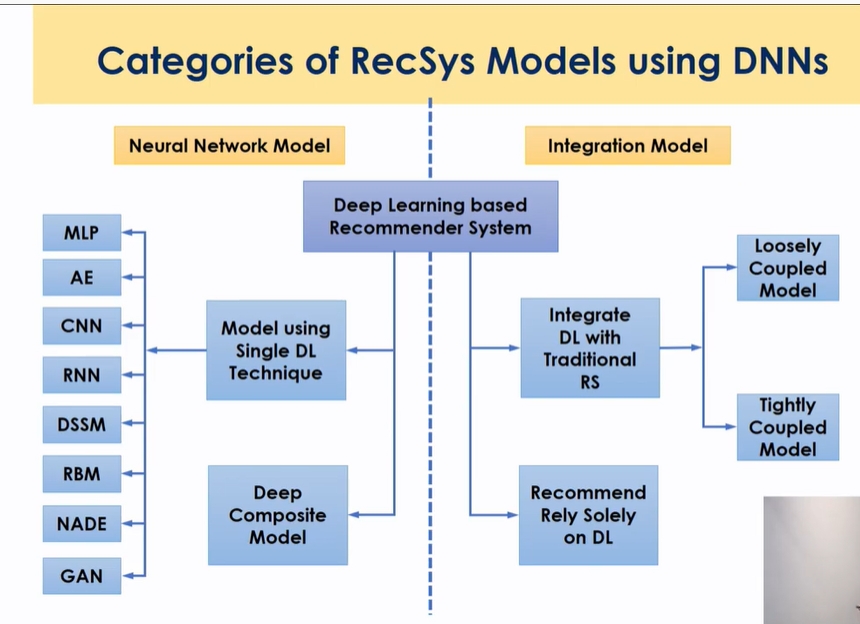 Categories of RecSys Models using DNNs
Neural Network Model
Integration Model
Deep Learning based
Recommender System
MLP
AE
CNN
RNN
DSSM
RBM
NADE
GAN
Model using
Single DL
Technique
Deep
Composite
Model
Integrate
DL with
Traditional
RS
Recommend
Rely Solely
on DL
Loosely
Coupled
Model
Tightly
Coupled
Model